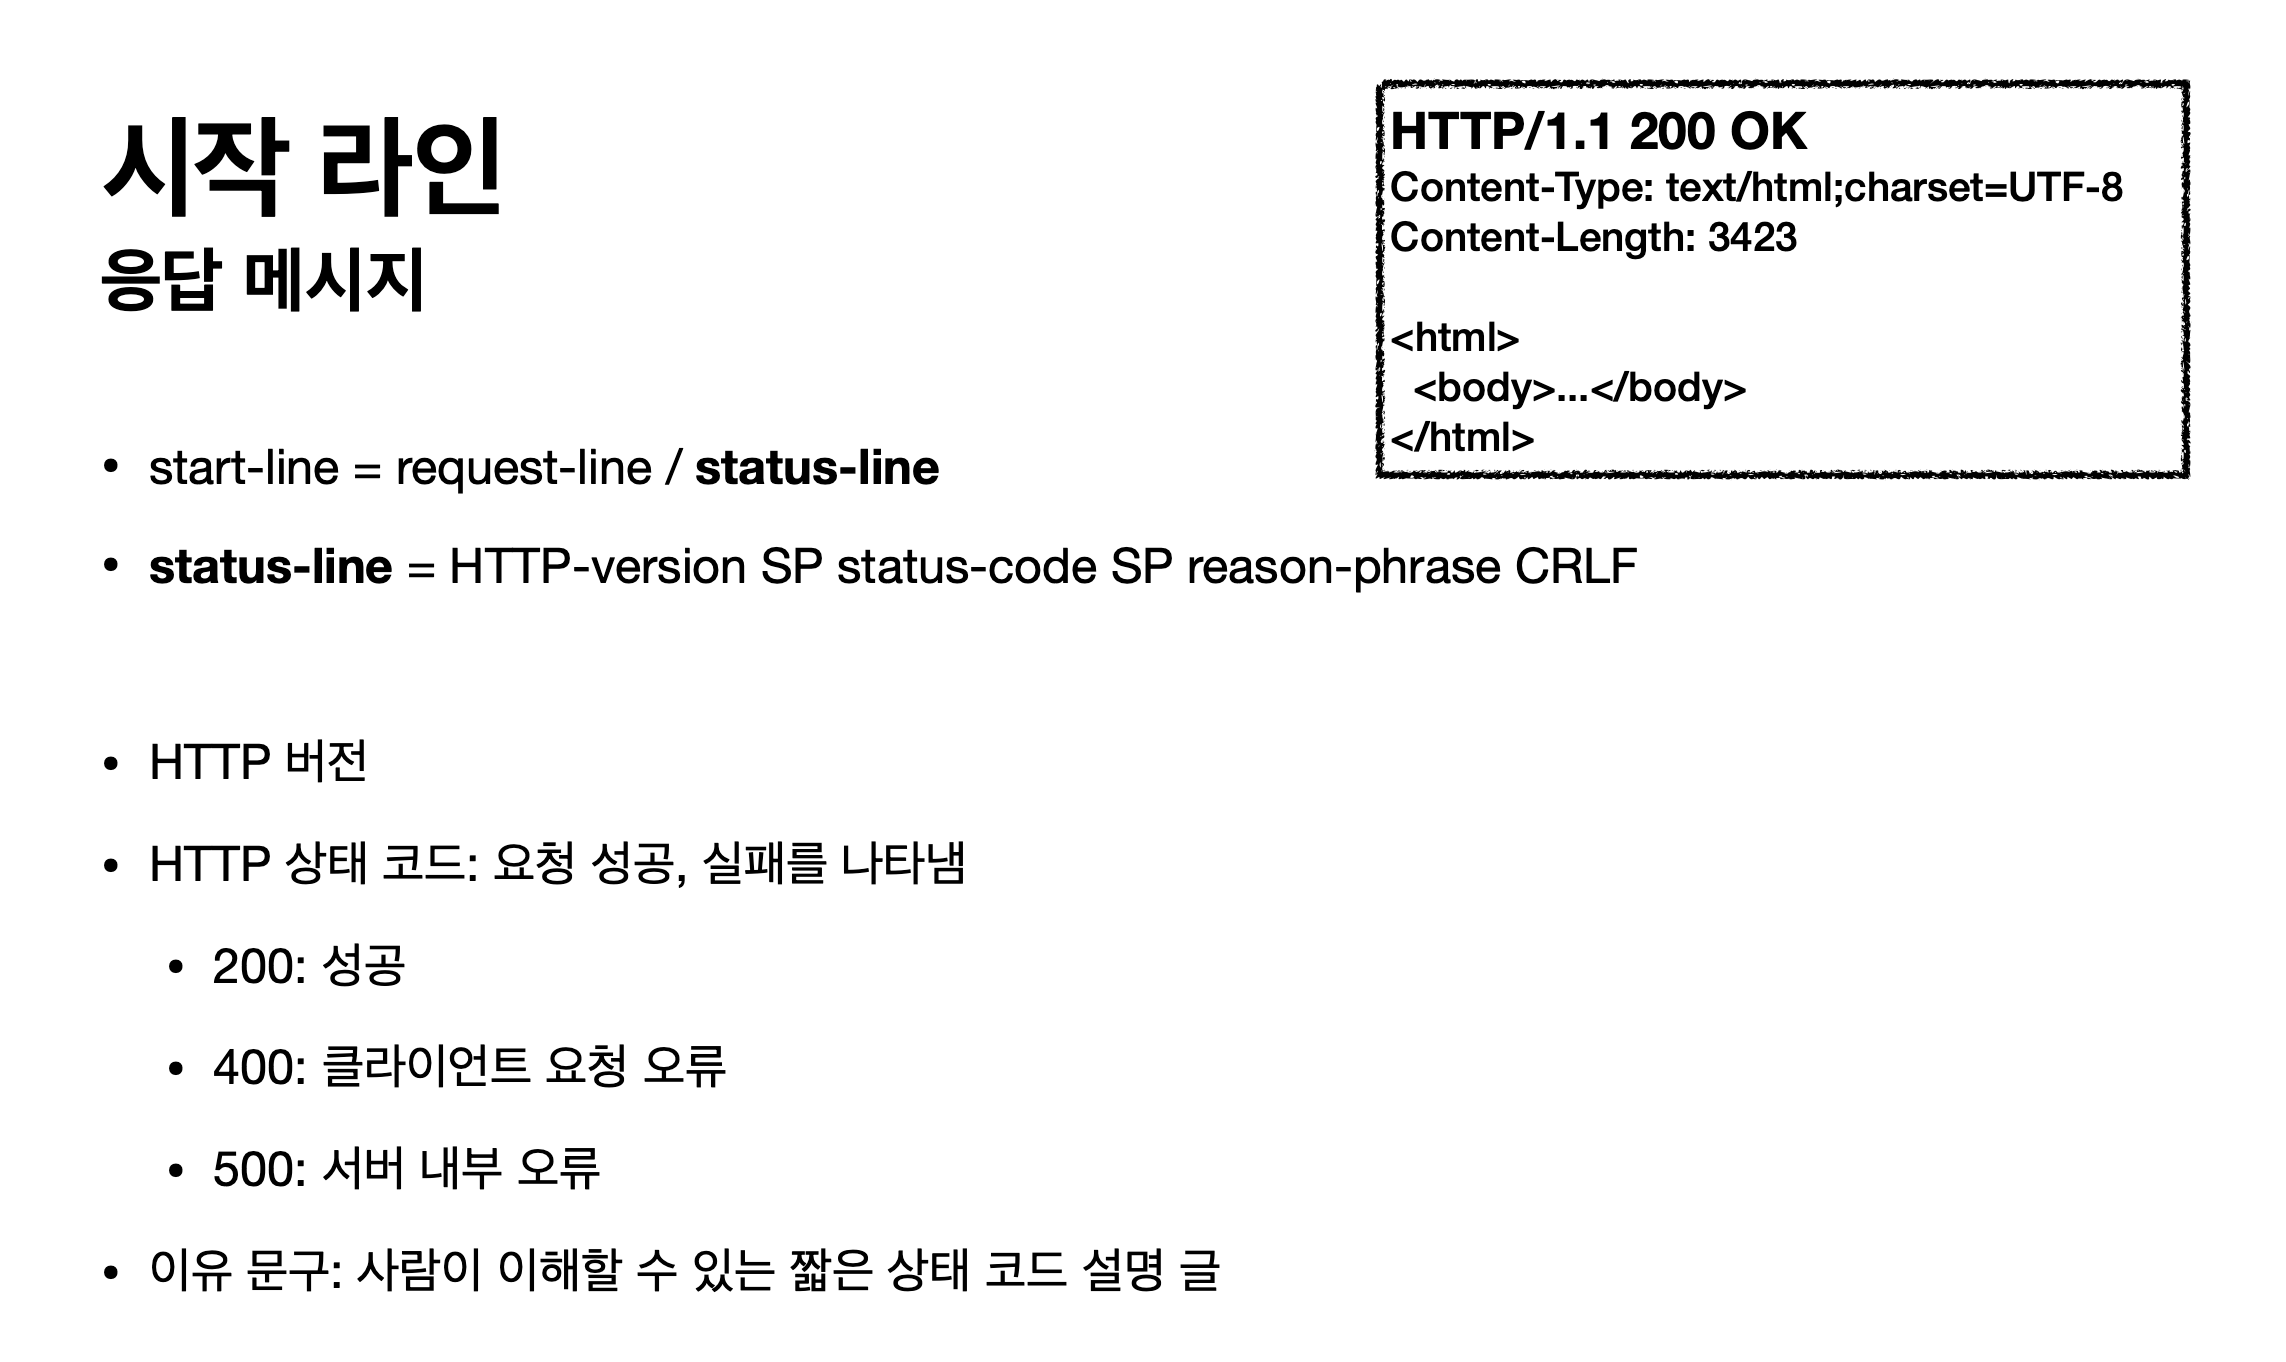 시작 라인
응답 메시지
HTTP/1.1 200 OK
Content-Type: text/html;charset=UTF-8
Content-Length: 3423
<html>
<body>...</body>
</html>
• start-line = request-line / status-line
• status-line = HTTP-version SP status-code SP reason-phrase CRLF
• HTTP 버전
• HTTP 상태 코드: 요청 성공, 실패를 나타냄
• 200: 성공
• 400: 클라이언트 요청 오류
• 500: 서버 내부 오류
• 이유 문구: 사람이 이해할 수 있는 짧은 상태 코드 설명 글